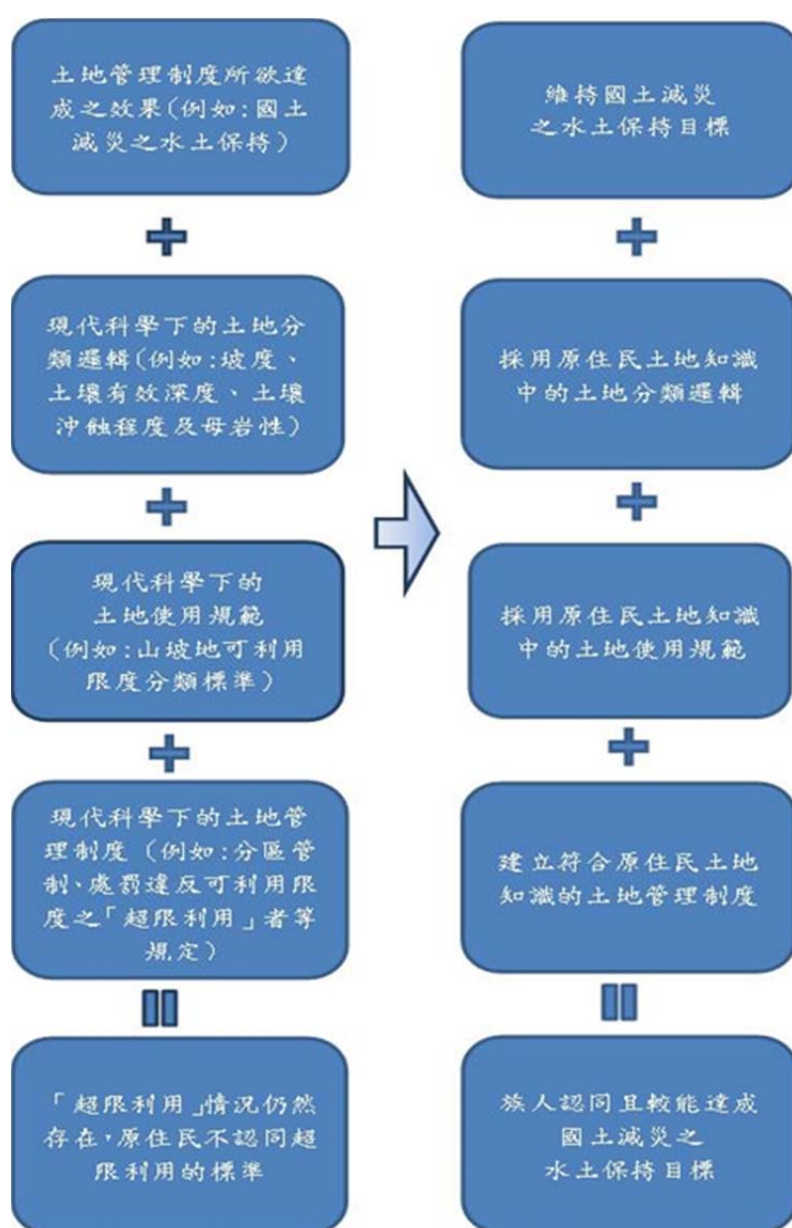 土地管理制度所欲達
成之效果(例如:國土
減災之水土保持)
現代科學下的土地分
類邏輯(例如:坡度、
土壤有效深度、土壤
沖蝕程度及母岩性)
現代科學下的
土地使用規範
(例如:山坡地可利用
限度分類標準)
現代科學下的土地管
理制度 (例如:分區管
制、處罰違反可利用限
度之「超限利用」者等
規定)
「超限利用」情況仍然
存在,原住民不認同超
限利用的標準
維持國土減災
之水土保持目標
採用原住民土地知識
中的土地分類邏輯
採用原住民土地知識
中的土地使用規範
建立符合原住民土地
知識的土地管理制度
族人認同且較能達成
國土減災之
水土保持目標